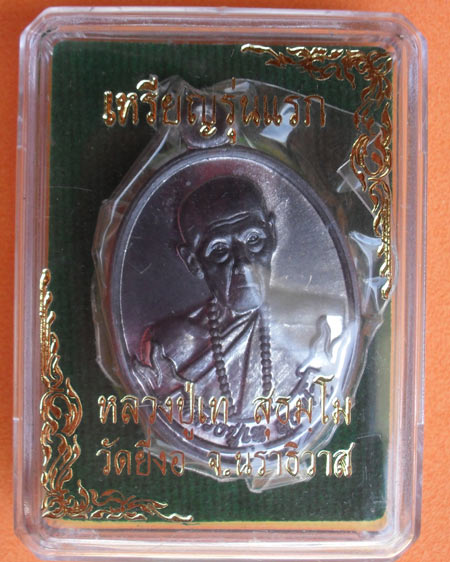 เหรียญรุ่นแรก
หลวงปู่เท สุธมฺโม
วัดยี่งอ จ.นราธิวาส